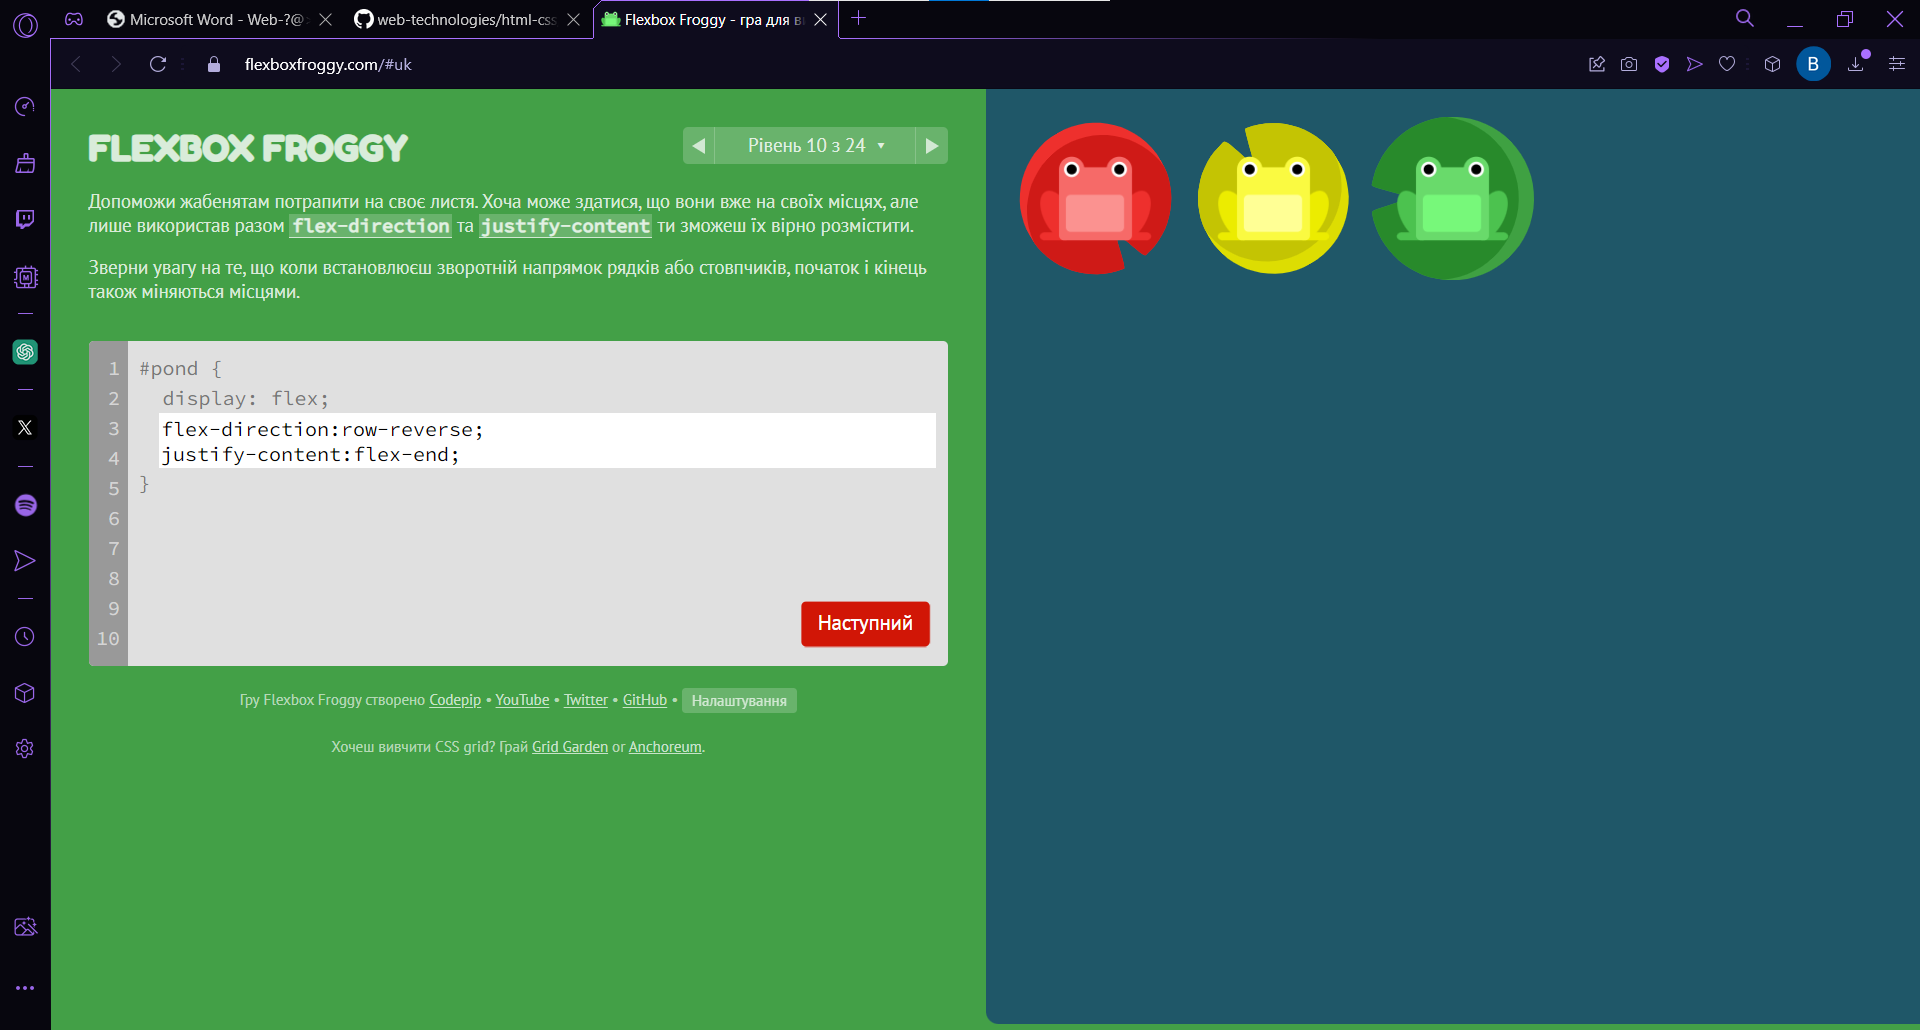 Microsoft Word - Web-?@
web-technologies/html-css
Flexbox Froggy - гра для в
flexboxfroggy.com/#uk
B
FLEXBOX FROGGY
Рівень 10 з 24
Допоможи жабенятам потрапити на своє листя. Хоча може здатися, що вони вже на своїх місцях, але
лише використав разом flex-direction та justify-content ти зможеш їх вірно розмістити.
Зверни увагу на те, що коли встановлюєш зворотній напрямок рядків або стовпчиків, початок і кінець
також міняються місцями.
1 #pond {
2 display: flex;
3 flex-direction:row-reverse;
4 justify-content:flex-end;
5 }
6
7
8
9
10
Наступний
Гру Flexbox Froggy створено Codepip • YouTube • Twitter • GitHub • Налаштування
Хочеш вивчити CSS grid? Грай Grid Garden or Anchoreum.